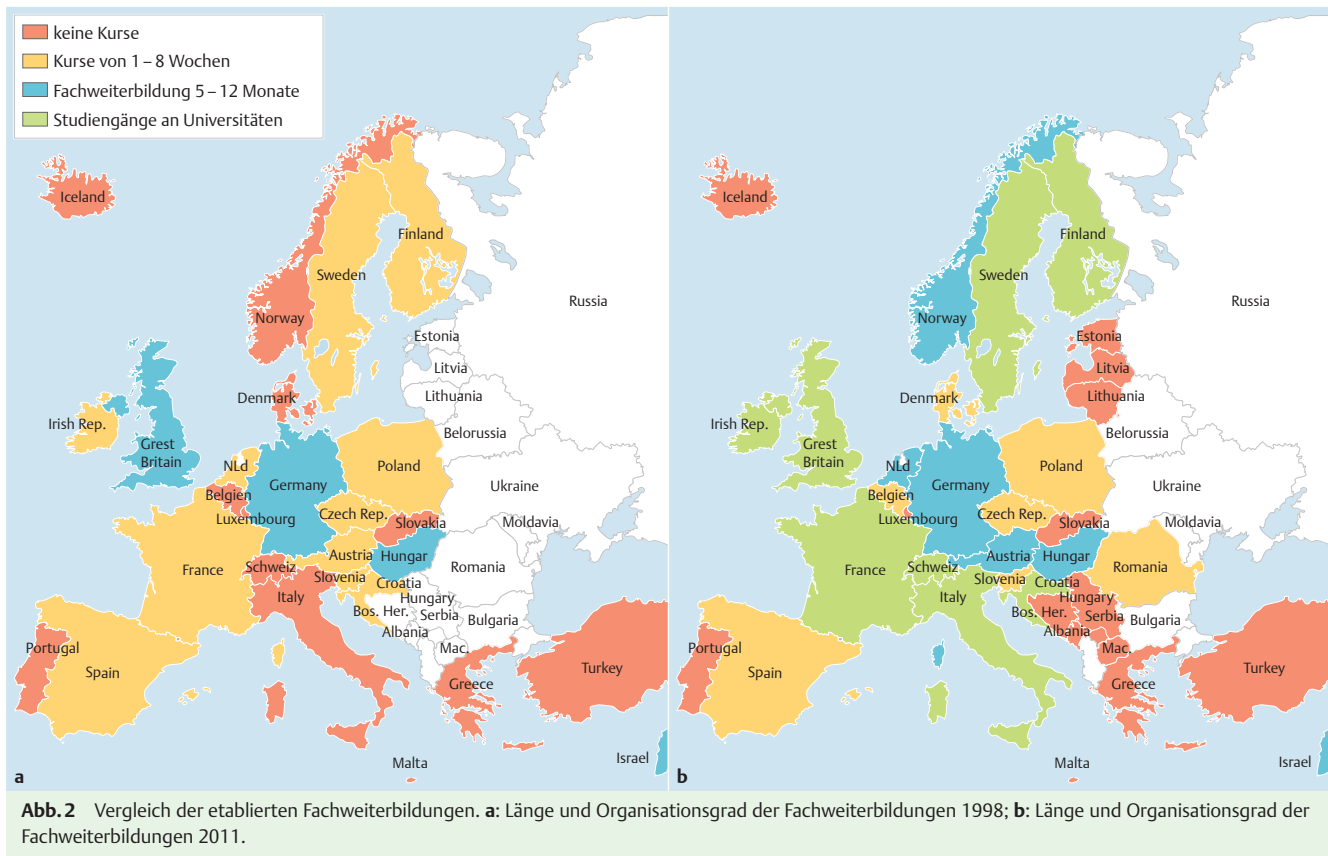 keine Kurse
Kurse von 1 – 8 Wochen
Fachweiterbildung 5 – 12 Monate
Studiengänge an Universitäten
Iceland
Finland
Sweden
Russia
Norway
Estonia
Litvia
Denmark
Lithuania
Irish Rep.
Belorussia
Grest
Britain
NLd
Poland
Germany
Ukraine
Belgien
Czech Rep.
Luxembourg
Slovakia
Moldavia
Austria
Hungar
France
Schweiz
Romania
Slovenia
Croatia
Italy
Hungary
Bos. Her.
Serbia
Bulgaria
Albania
Portugal
Mac.
Spain
Turkey
Greece
Israel
Malta
a
Iceland
Finland
Sweden
Russia
Norway
Estonia
Litvia
Denmark
Lithuania
Irish Rep.
Belorussia
Grest
Britain
NLd
Poland
Germany
Ukraine
Belgien
Czech Rep.
Luxembourg
Slovakia
Moldavia
Austria
Hungar
France
Schweiz
Romania
Slovenia
Croatia
Italy
Hungary
Bos. Her.
Serbia
Bulgaria
Albania
Portugal
Mac.
Spain
Turkey
Greece
Israel
Malta
b
Abb. 2 Vergleich der etablierten Fachweiterbildungen. a: Länge und Organisationsgrad der Fachweiterbildungen 1998; b: Länge und Organisationsgrad der
Fachweiterbildungen 2011.